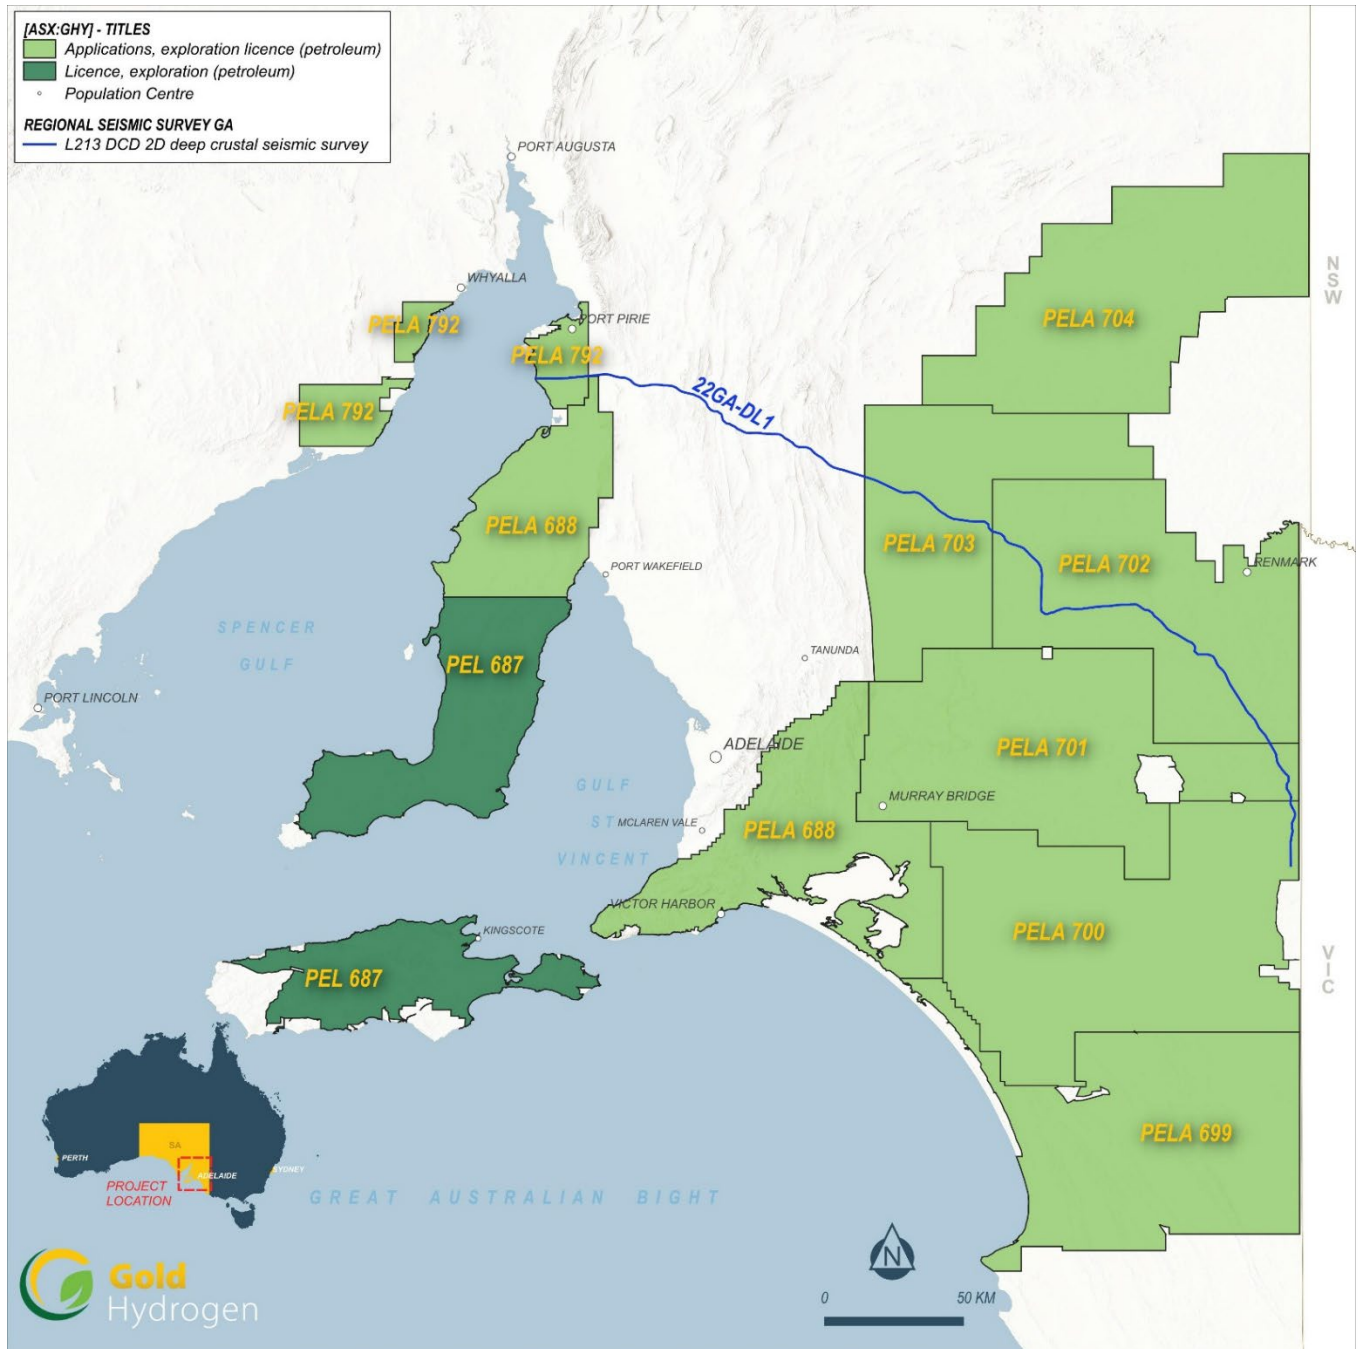 [ASX:GHY] - TITLES
Applications, exploration licence (petroleum)
Licence, exploration (petroleum)
Population Centre
REGIONAL SEISMIC SURVEY GA
L213 DCD 2D deep crustal seismic survey
PORT AUGUSTA
WHYALLA
NSW
PELA 792
PORT PIRIE
PELA 704
PELA 792
PELA 792
22GA-DL1
PELA 688
PELA 703
PELA 702
RENMARK
PORT WAKEFIELD
SPENCER
GULF
PEL 687
TANUNDA
PORT LINCOLN
ADELAIDE
PELA 701
GULF
ST
VINCENT
MCLAREN VALE
MURRAY BRIDGE
PELA 688
VICTOR HARBOR
KINGSCOTE
PELA 700
VIC
PEL 687
PELA 699
SA
PERTH
ADELAIDE
SYDNEY
PROJECT
LOCATION
GREAT AUSTRALIAN BIGHT
N
Gold
Hydrogen
0 50 KM